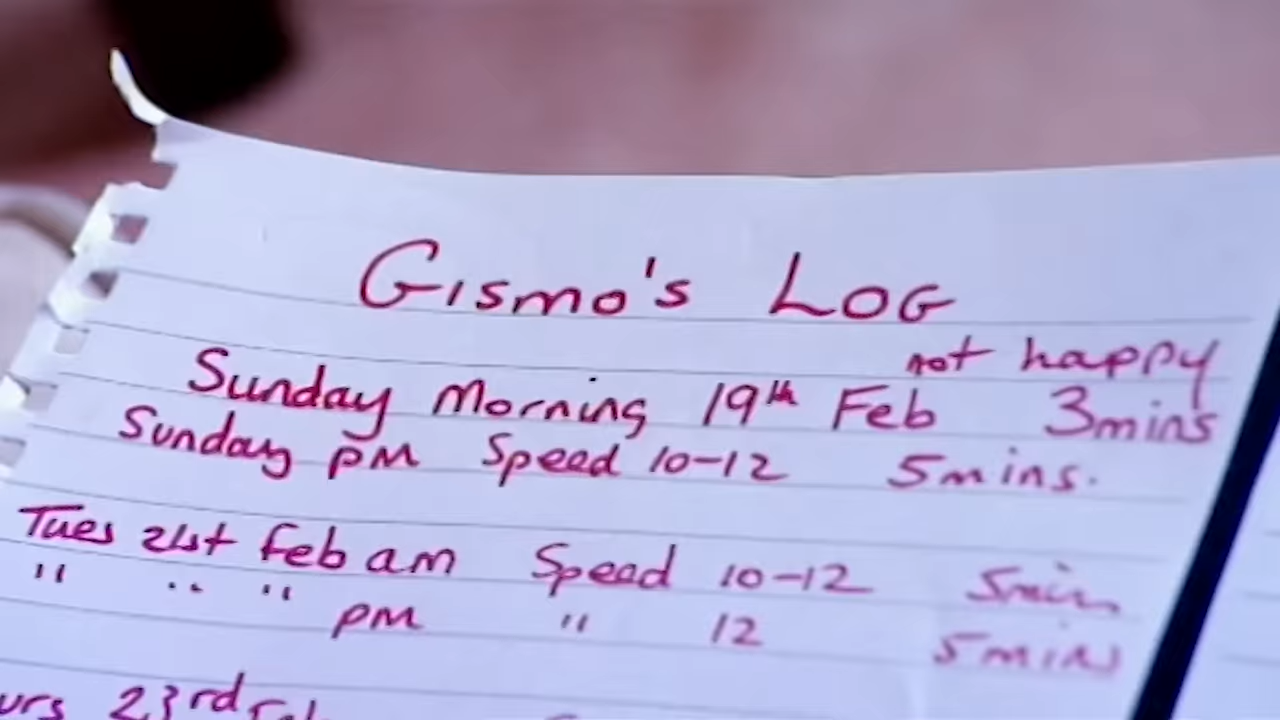 Gismo's Log
not happy
Sunday Morning 19th Feb 3mins
Sunday PM Speed 10-12 5mins.
Tues 21st Feb am Speed 10-12 5min
" " " PM " 12 5mins
23rd